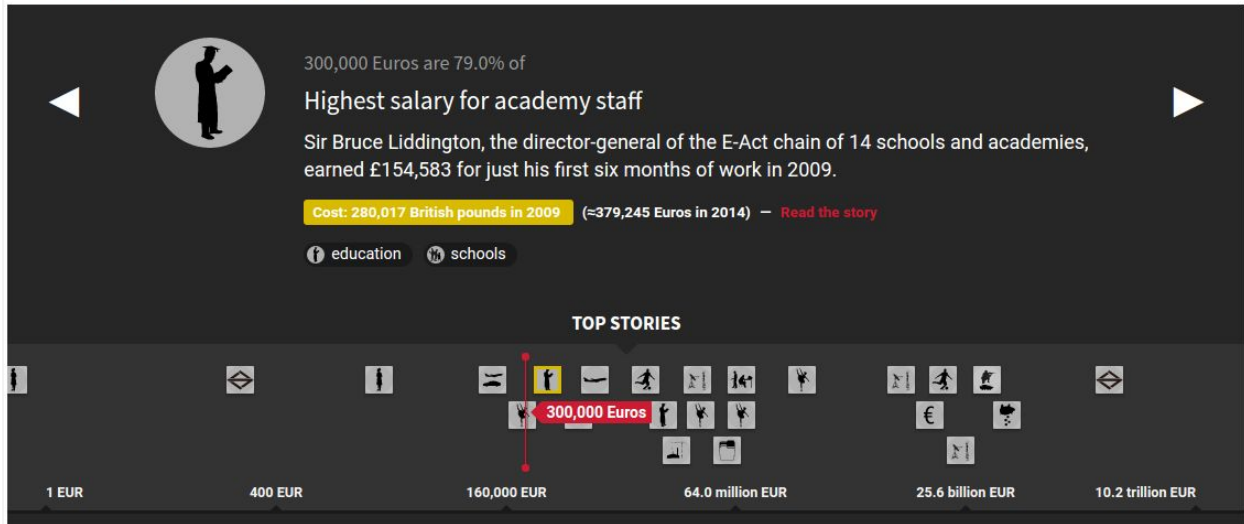 300,000 Euros are 79.0% of
Highest salary for academy staff
Sir Bruce Liddington, the director-general of the E-Act chain of 14 schools and academies,
earned £154,583 for just his first six months of work in 2009.
Cost: 280,017 British pounds in 2009 (≈379,245 Euros in 2014) — Read the story
education schools
TOP STORIES
300,000 Euros
1 EUR 400 EUR 160,000 EUR 64.0 million EUR 25.6 billion EUR 10.2 trillion EUR